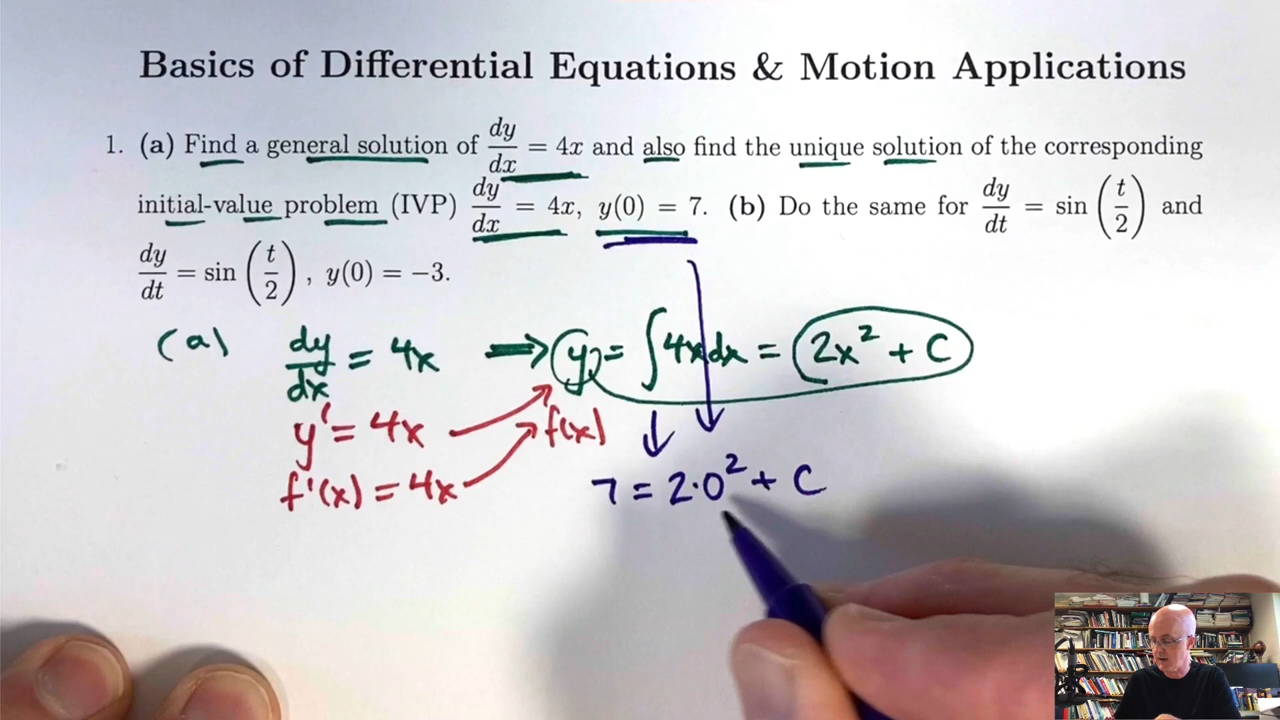 Basics of Differential Equations & Motion Applications
1. (a) Find a general solution of dy/dx = 4x and also find the unique solution of the corresponding
initial-value problem (IVP) dy/dx = 4x, y(0) = 7. (b) Do the same for dy/dt = sin (t/2) and
dy/dt = sin (t/2), y(0) = −3.
(a) dy/dx = 4x ⟹ y = ∫4x dx = 2x² + C
y' = 4x f(x)
f'(x) = 4x 7 = 2·0² + C